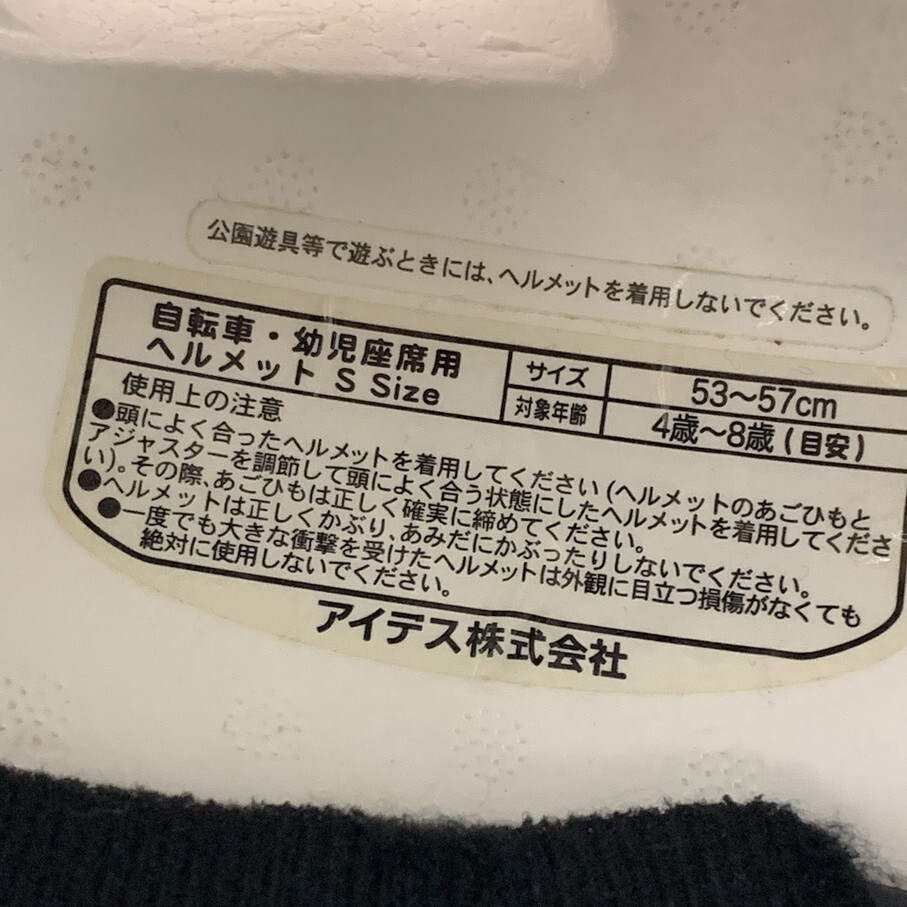 公園遊具等で遊ぶときには、ヘルメットを着用しないでください。
自転車・幼児座席用
ヘルメット S Size
サイズ
53～57cm
対象年齢
4歳～8歳(目安)
使用上の注意
●頭によく合ったヘルメットを着用してください(ヘルメットのあごひもと
アジャスターを調節して頭によく合う状態にしたヘルメットを着用してくださ
い)。その際、あごひもは正しく確実に締めてください。
●ヘルメットは正しくかぶり、あみだにかぶったりしないでください。
●一度でも大きな衝撃を受けたヘルメットは外観に目立つ損傷がなくても
絶対に使用しないでください。
アイデス株式会社